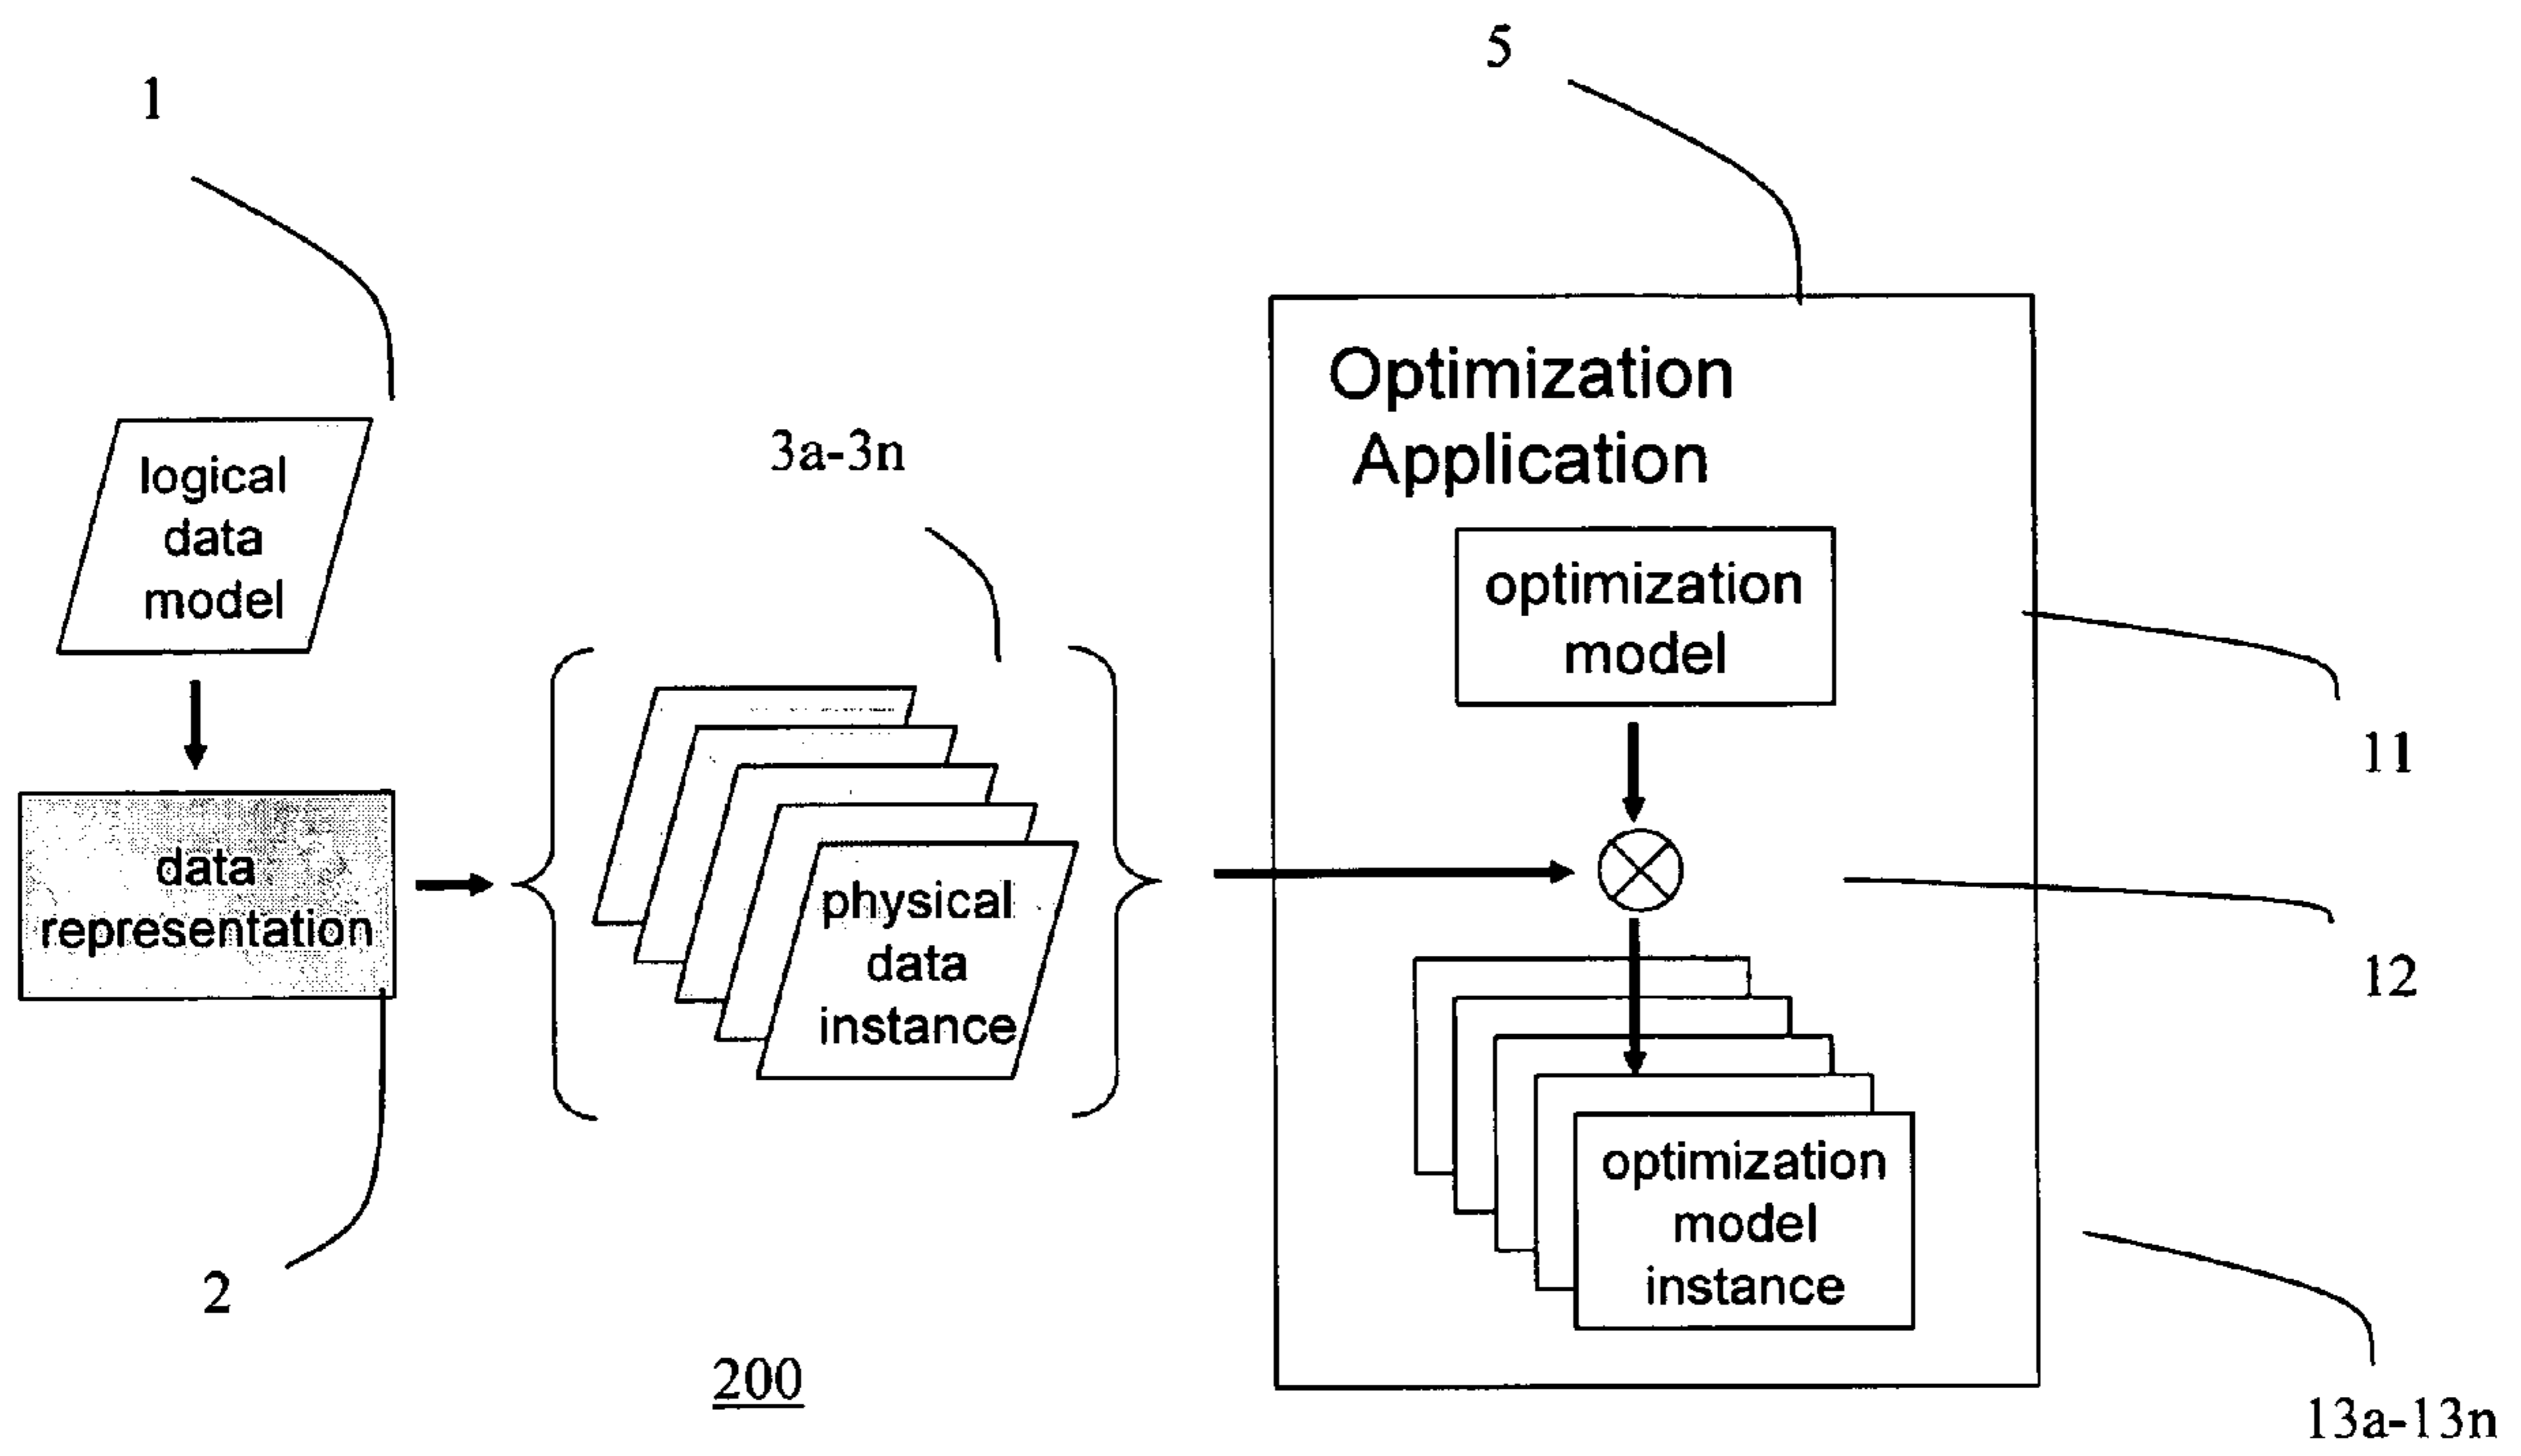 1
5
logical
data
model
3a-3n
Optimization
Application
optimization
model
11
data
representation
physical
data
instance
12
optimization
model
instance
2
200
13a-13n